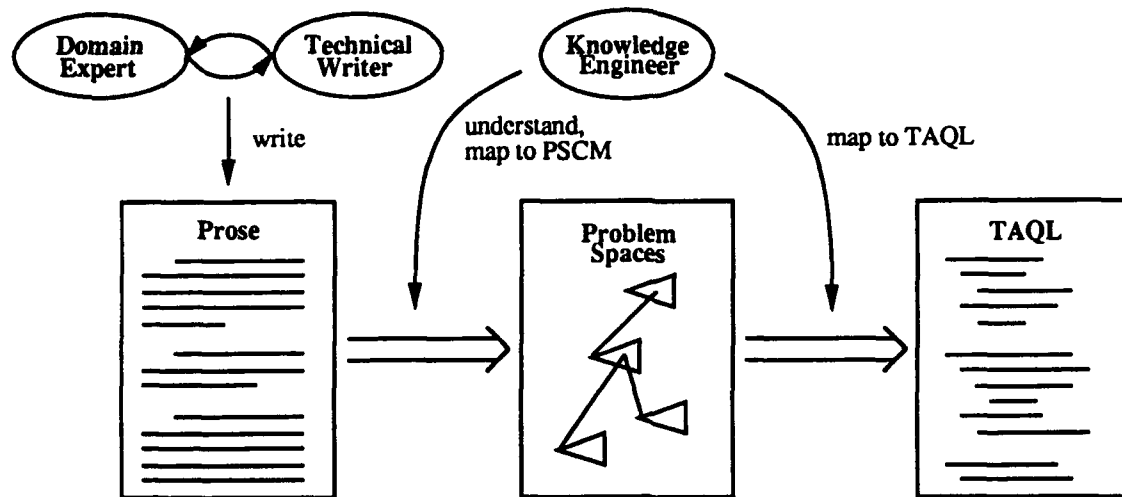 Domain
Expert
Technical
Writer
Knowledge
Engineer
write
understand,
map to PSCM
map to TAQL
Prose
Problem
Spaces
TAQL